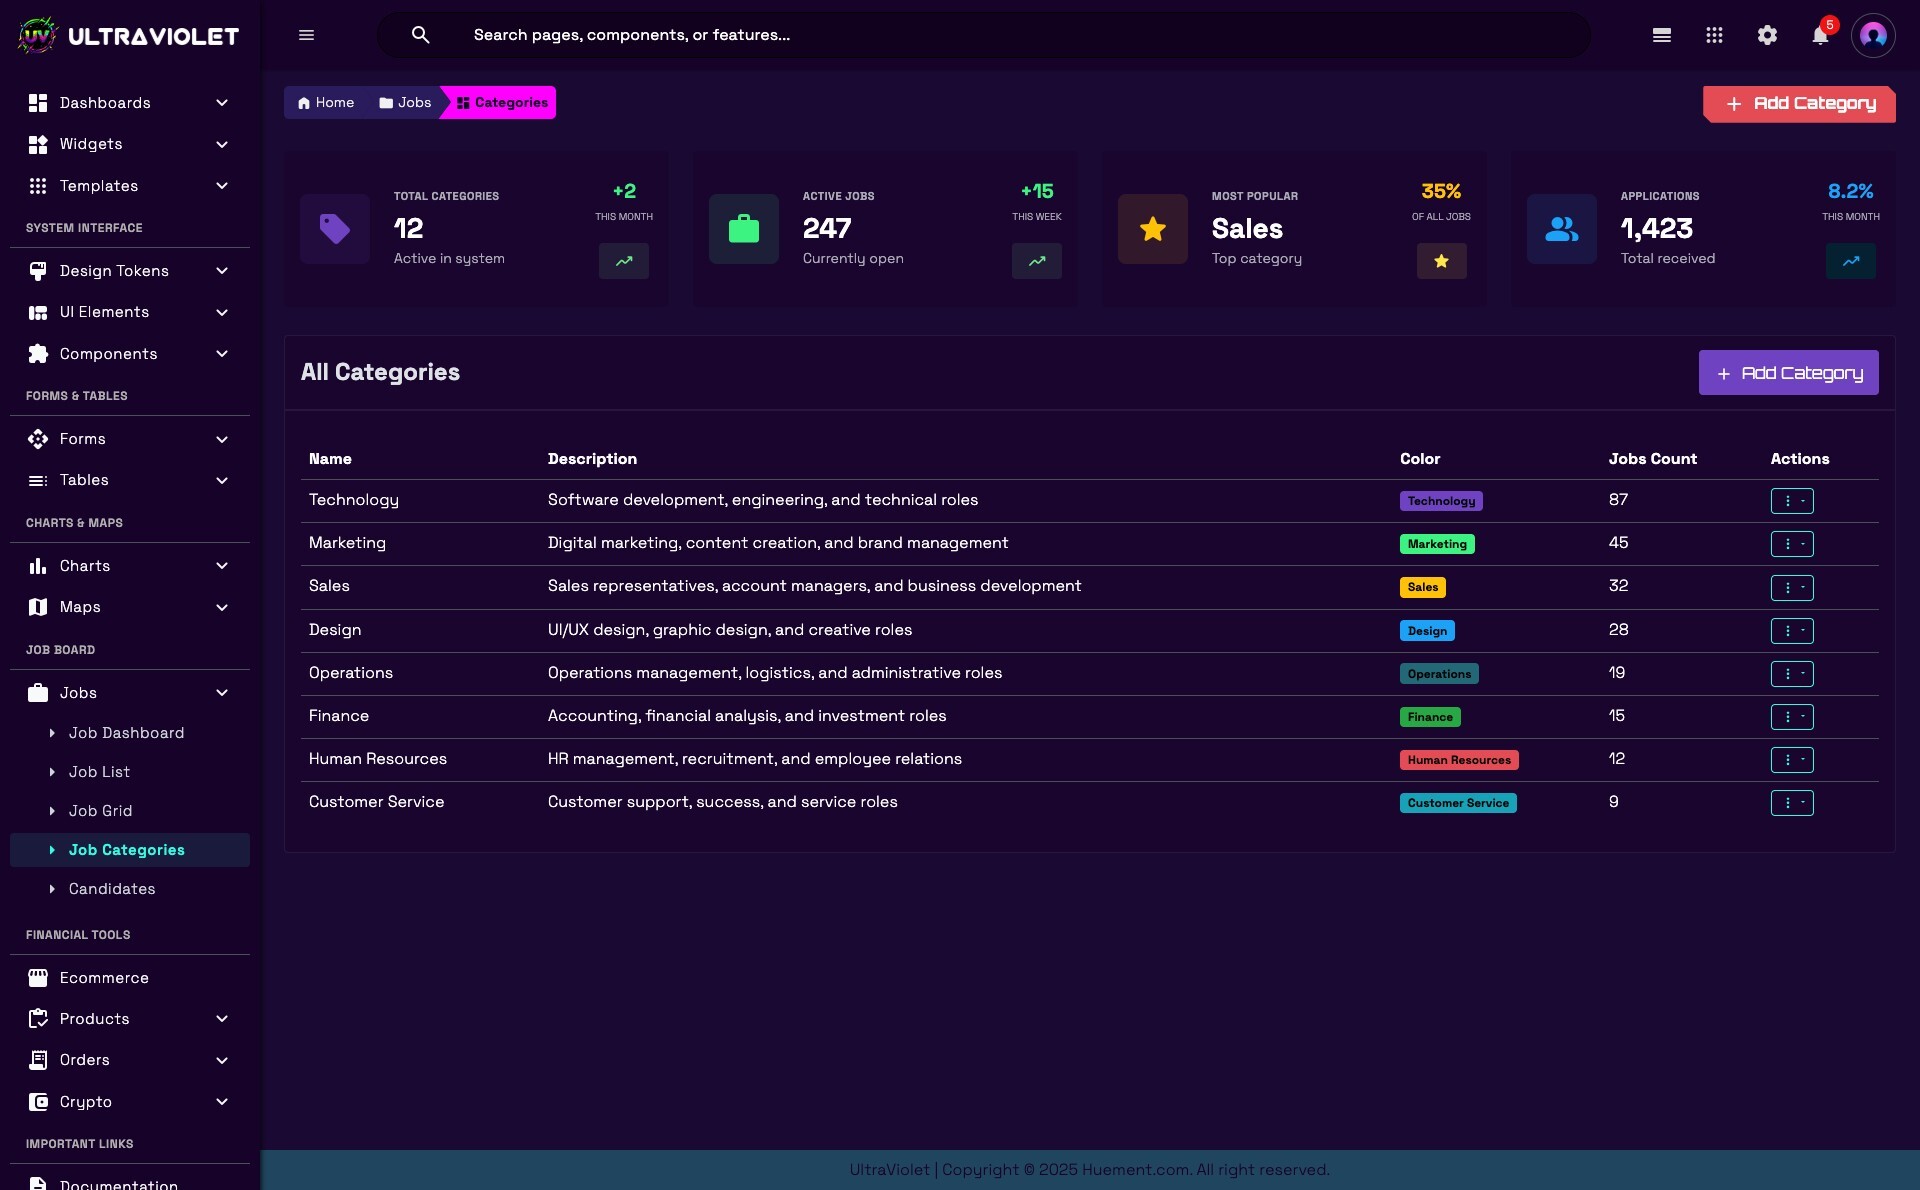 ULTRAVIOLET
Search pages, components, or features...
5
Dashboards
Widgets
Templates
SYSTEM INTERFACE
Design Tokens
UI Elements
Components
FORMS & TABLES
Forms
Tables
CHARTS & MAPS
Charts
Maps
JOB BOARD
Jobs
Job Dashboard
Job List
Job Grid
Job Categories
Candidates
FINANCIAL TOOLS
Ecommerce
Products
Orders
Crypto
IMPORTANT LINKS
Documentation
Home Jobs Categories
Add Category
TOTAL CATEGORIES
12
Active in system
+2
THIS MONTH
ACTIVE JOBS
247
Currently open
+15
THIS WEEK
MOST POPULAR
Sales
Top category
35%
OF ALL JOBS
APPLICATIONS
1,423
Total received
8.2%
THIS MONTH
All Categories
Add Category
Name Description Color Jobs Count Actions
Technology Software development, engineering, and technical roles Technology 87
Marketing Digital marketing, content creation, and brand management Marketing 45
Sales Sales representatives, account managers, and business development Sales 32
Design UI/UX design, graphic design, and creative roles Design 28
Operations Operations management, logistics, and administrative roles Operations 19
Finance Accounting, financial analysis, and investment roles Finance 15
Human Resources HR management, recruitment, and employee relations Human Resources 12
Customer Service Customer support, success, and service roles Customer Service 9
UltraViolet | Copyright © 2025 Huement.com. All right reserved.